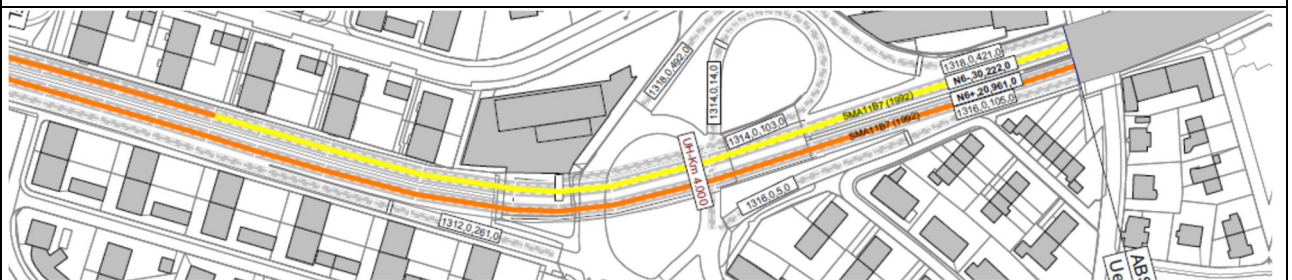 1318,0,492,0
1314,0,14,0
1318,0,421,0
N6-,30,222,0
N6+,20,961,0
1316,0,105,0
SMA11B7 (1992)
SMA11B7 (1992)
1314,0,103,0
UH-Km 4.000
1316,0,5,0
1312,0,261,0
ABS
Ue